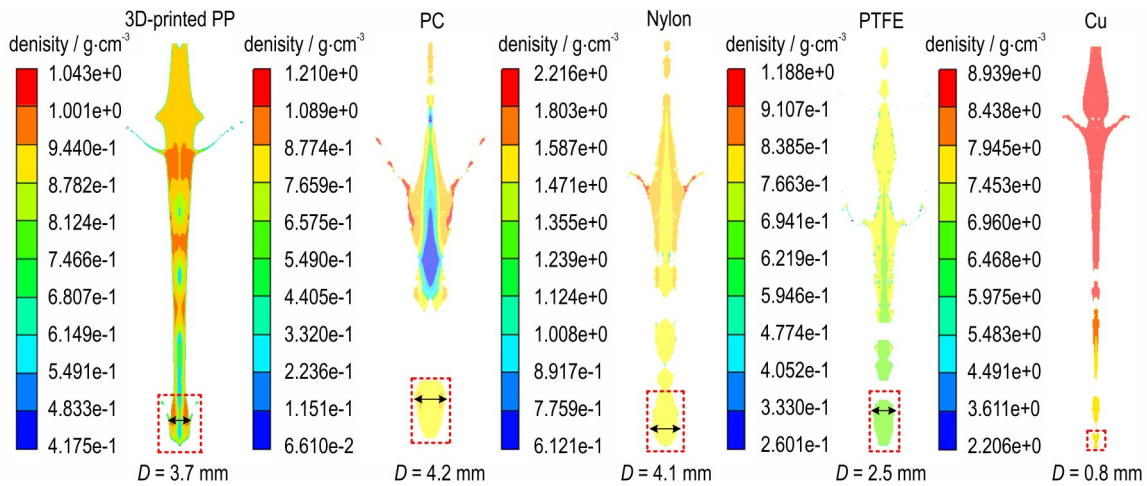 3D-printed PP
denisity / g·cm⁻³
1.043e+0
1.001e+0
9.440e-1
8.782e-1
8.124e-1
7.466e-1
6.807e-1
6.149e-1
5.491e-1
4.833e-1
4.175e-1
D = 3.7 mm
PC
denisity / g·cm⁻³
1.210e+0
1.089e+0
8.774e-1
7.659e-1
6.575e-1
5.490e-1
4.405e-1
3.320e-1
2.236e-1
1.151e-1
6.610e-2
D = 4.2 mm
Nylon
denisity / g·cm⁻³
2.216e+0
1.803e+0
1.587e+0
1.471e+0
1.355e+0
1.239e+0
1.124e+0
1.008e+0
8.917e-1
7.759e-1
6.121e-1
D = 4.1 mm
PTFE
denisity / g·cm⁻³
1.188e+0
9.107e-1
8.385e-1
7.663e-1
6.941e-1
6.219e-1
5.946e-1
4.774e-1
4.052e-1
3.330e-1
2.601e-1
D = 2.5 mm
Cu
denisity / g·cm⁻³
8.939e+0
8.438e+0
7.945e+0
7.453e+0
6.960e+0
6.468e+0
5.975e+0
5.483e+0
4.491e+0
3.611e+0
2.206e+0
D = 0.8 mm